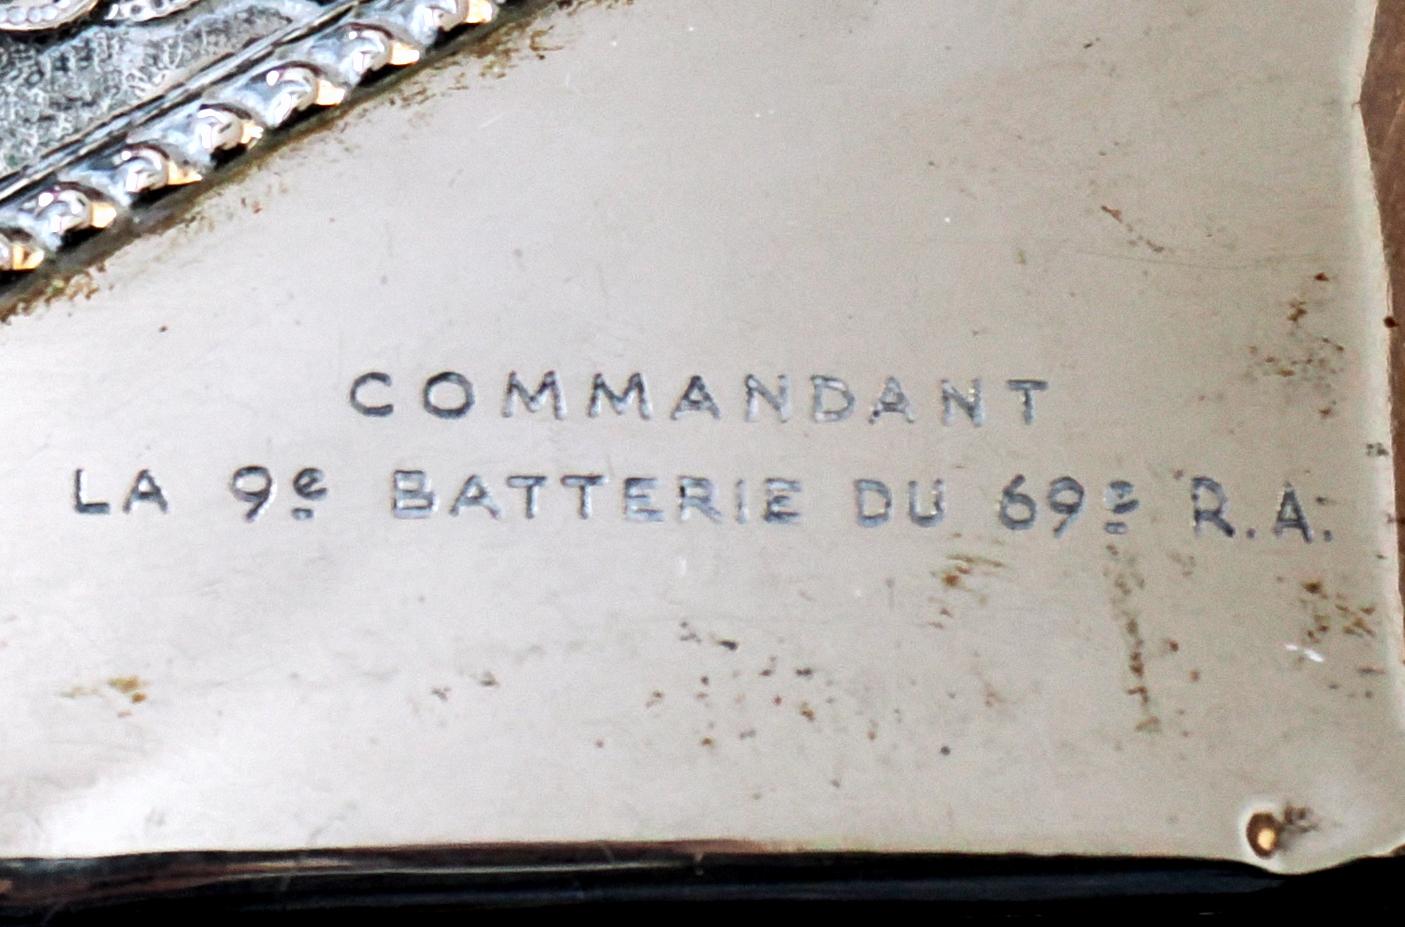 COMMANDANT
LA 9e BATTERIE DU 69e R.A.